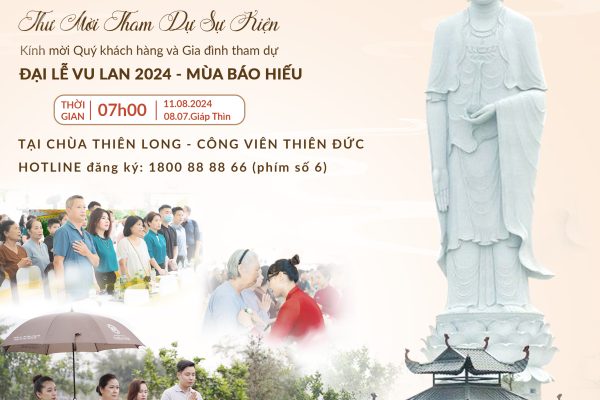 Thư Mời Tham Dự Sự Kiện
Kính mời Quý khách hàng và Gia đình tham dự
ĐẠI LỄ VU LAN 2024 - MÙA BÁO HIẾU
THỜI GIAN
07h00
11.08.2024
08.07.Giáp Thìn
TẠI CHÙA THIÊN LONG - CÔNG VIÊN THIÊN ĐỨC
HOTLINE đăng ký: 1800 88 88 66 (phím số 6)